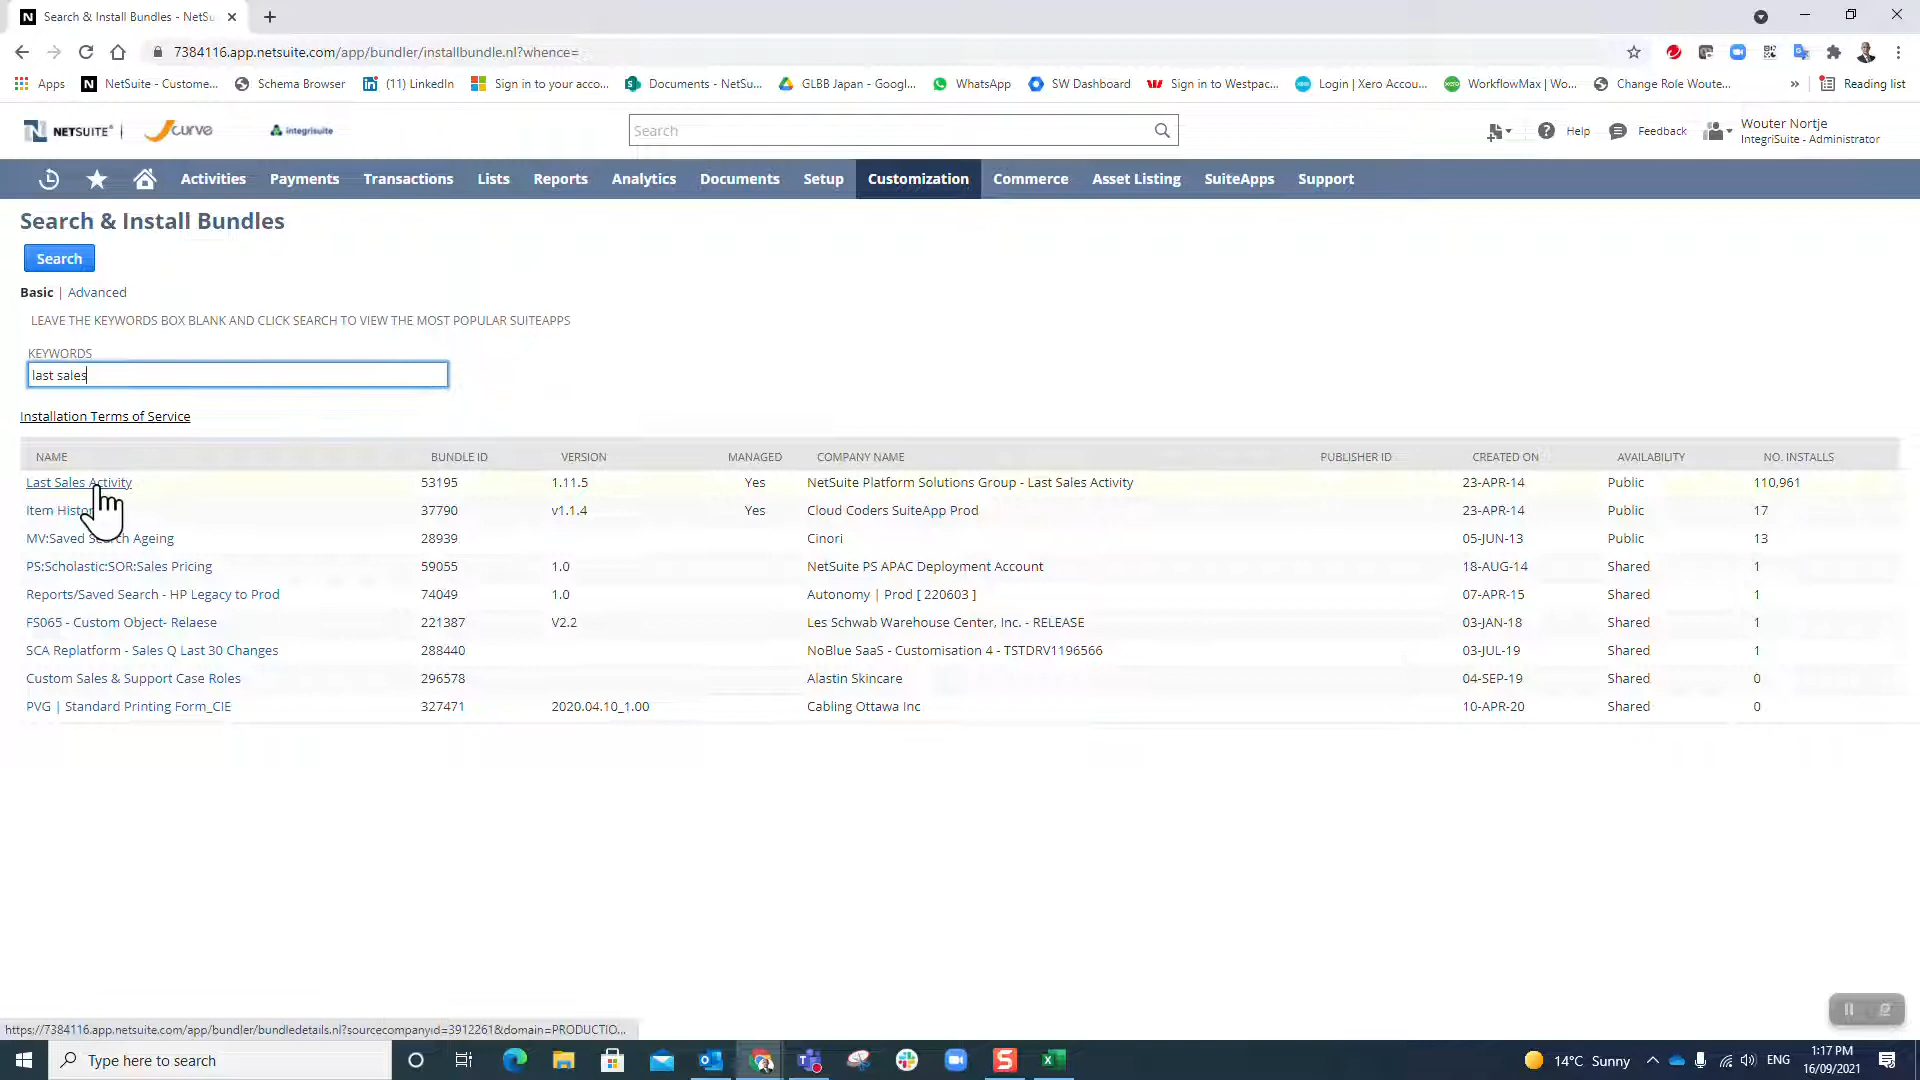 Search & Install Bundles - NetSu
7384116.app.netsuite.com/app/bundler/installbundle.nl?whence=
Apps NetSuite - Custome... Schema Browser (11) LinkedIn Sign in to your acco... Documents - NetSu... GLBB Japan - Googl... WhatsApp SW Dashboard Sign in to Westpac... Login | Xero Accou... WorkflowMax | Wo... Change Role Woute... » Reading list
NETSUITE curve integrisuite Search Help Feedback Wouter Nortje
IntegriSuite - Administrator
Activities Payments Transactions Lists Reports Analytics Documents Setup Customization Commerce Asset Listing SuiteApps Support
Search & Install Bundles
Search
Basic | Advanced
LEAVE THE KEYWORDS BOX BLANK AND CLICK SEARCH TO VIEW THE MOST POPULAR SUITEAPPS
KEYWORDS
last sales
Installation Terms of Service
NAME BUNDLE ID VERSION MANAGED COMPANY NAME PUBLISHER ID CREATED ON AVAILABILITY NO. INSTALLS
Last Sales Activity 53195 1.11.5 Yes NetSuite Platform Solutions Group - Last Sales Activity 23-APR-14 Public 110,961
Item 37790 v1.1.4 Yes Cloud Coders SuiteApp Prod 23-APR-14 Public 17
MV:Saved Search Ageing 28939 Cinori 05-JUN-13 Public 13
PS:Scholastic:SOR:Sales Pricing 59055 1.0 NetSuite PS APAC Deployment Account 18-AUG-14 Shared 1
Reports/Saved Search - HP Legacy to Prod 74049 1.0 Autonomy | Prod [ 220603 ] 07-APR-15 Shared 1
FS065 - Custom Object- Relaese 221387 V2.2 Les Schwab Warehouse Center, Inc. - RELEASE 03-JAN-18 Shared 1
SCA Replatform - Sales Q Last 30 Changes 288440 NoBlue SaaS - Customisation 4 - TSTDRV1196566 03-JUL-19 Shared 1
Custom Sales & Support Case Roles 296578 Alastin Skincare 04-SEP-19 Shared 0
PVG | Standard Printing Form_CIE 327471 2020.04.10_1.00 Cabling Ottawa Inc 10-APR-20 Shared 0
https://7384116.app.netsuite.com/app/bundler/bundledetails.nl?sourcecompanyid=3912261&domain=PRODUCTIO...
Type here to search 14°C Sunny ENG 1:17 PM
16/09/2021